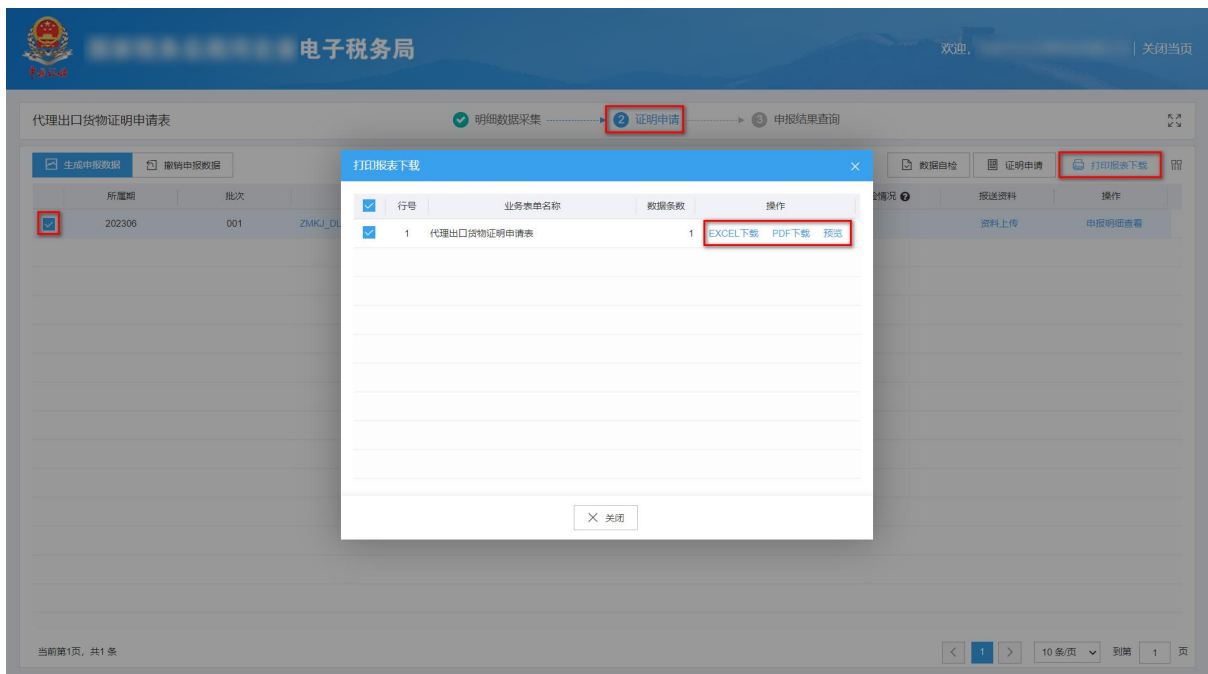 电子税务局
欢迎,
关闭当页
代理出口货物证明申请表
明细数据采集
2 证明申请
3 申报结果查询
生成申报数据
撤销申报数据
打印报表下载
数据自检
证明申请
打印报表下载
所属期
批次
行号
业务表单名称
数据条数
操作
情况
报送资料
操作
202306
001
ZMKJ_DL
1
代理出口货物证明申请表
1
EXCEL下载
PDF下载
预览
资料上传
申报明细查看
关闭
当前第1页, 共1 条
1
10 条/页
到第 1 页